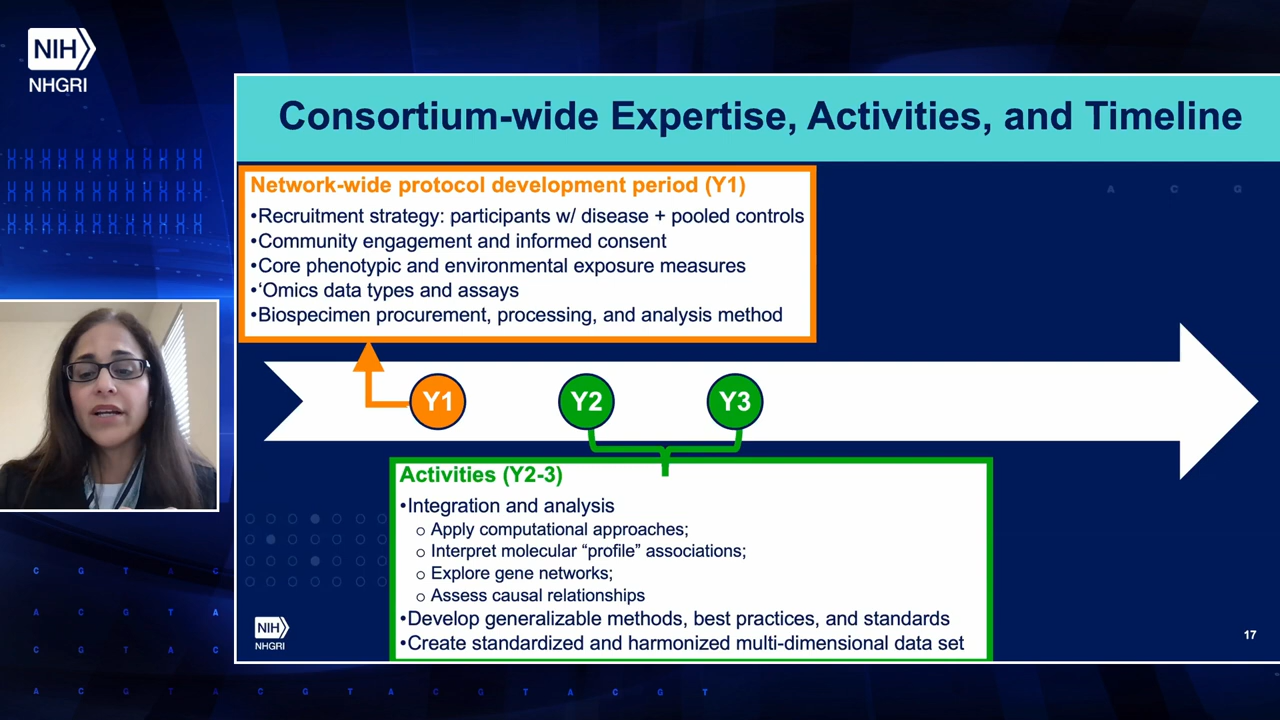 NIH
NHGRI
Consortium-wide Expertise, Activities, and Timeline
Network-wide protocol development period (Y1)
•Recruitment strategy: participants w/ disease + pooled controls
•Community engagement and informed consent
•Core phenotypic and environmental exposure measures
•‘Omics data types and assays
•Biospecimen procurement, processing, and analysis method
A C G
Y1
Y2
Y3
Activities (Y2-3)
•Integration and analysis
o Apply computational approaches;
o Interpret molecular “profile” associations;
o Explore gene networks;
o Assess causal relationships
•Develop generalizable methods, best practices, and standards
•Create standardized and harmonized multi-dimensional data set
NIH
NHGRI
17
C G T A C
A C G T A
C G T A C
A C G T A C G T A C G T A C G T